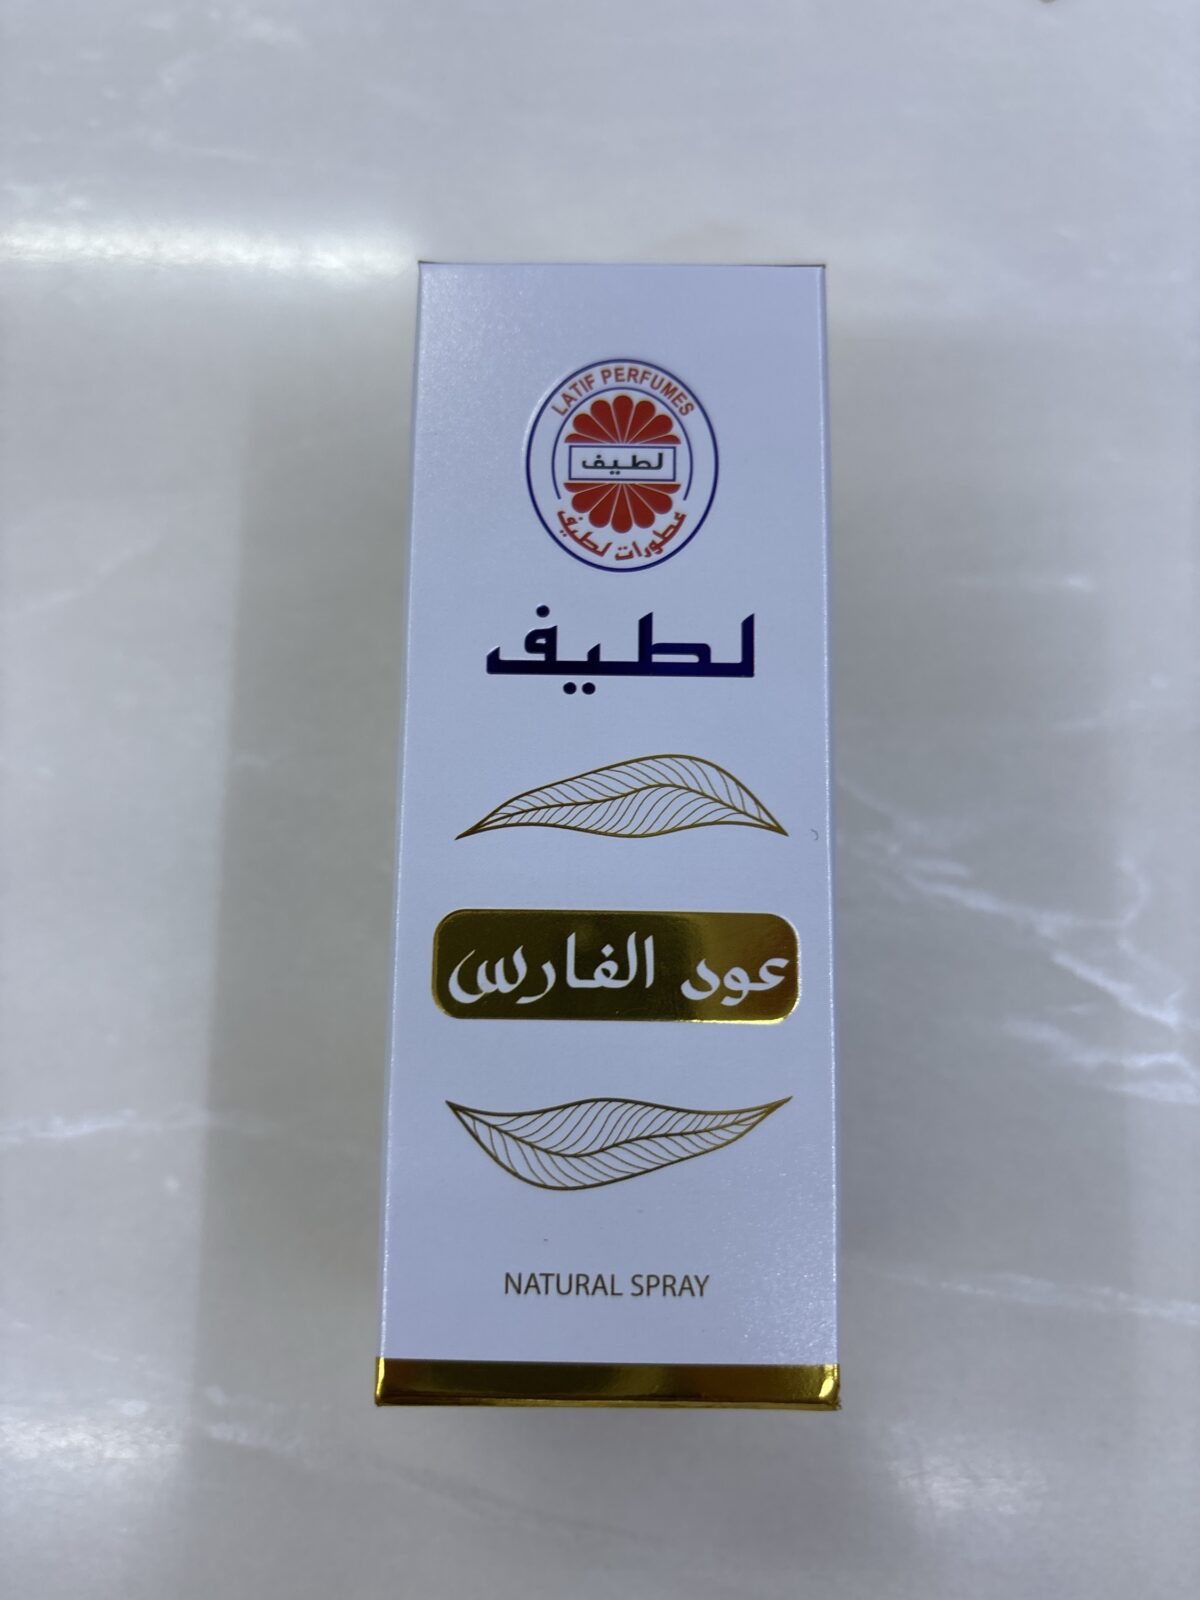 LATIF PERFUMES
لطيف
عطورات لطيف
لطيف
عود الفارس
NATURAL SPRAY